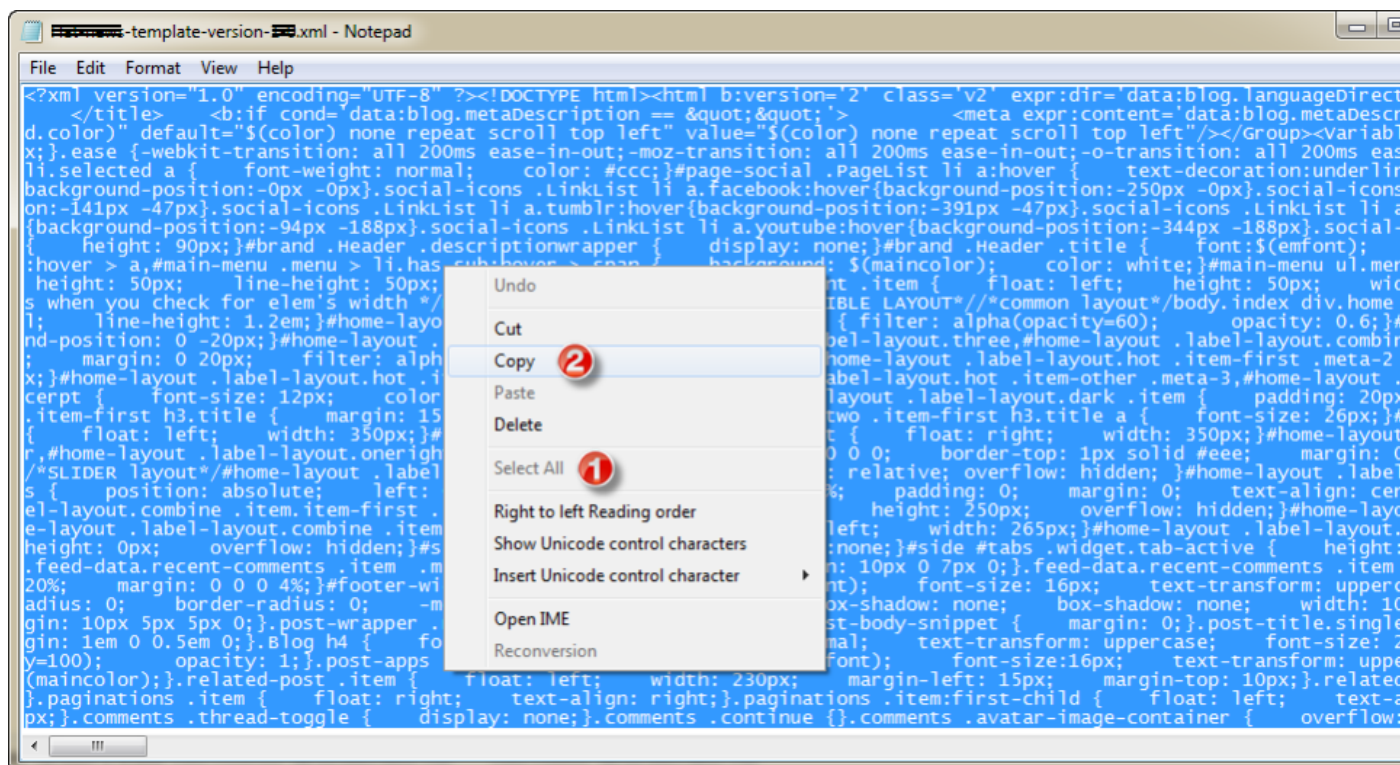 -template-version- .xml - Notepad
File Edit Format View Help
<?xml version="1.0" encoding="UTF-8" ?><!DOCTYPE html><html b:version='2' class='v2' expr:dir='data:blog.languageDirect
</title> <b:if cond='data:blog.metaDescription == &quot;&quot;'> <meta expr:content='data:blog.metaDescr
d.color)" default="$(color) none repeat scroll top left" value="$(color) none repeat scroll top left"/></Group><Variabl
x;}.ease {-webkit-transition: all 200ms ease-in-out;-moz-transition: all 200ms ease-in-out;-o-transition: all 200ms eas
li.selected a { font-weight: normal; color: #ccc;}#page-social .PageList li a:hover { text-decoration:underlin
background-position:-0px -0px}.social-icons .LinkList li a.facebook:hover{background-position:-250px -0px}.social-icons
on:-141px -47px}.social-icons .LinkList li a.tumblr:hover{background-position:-391px -47px}.social-icons .LinkList li a
{background-position:-94px -188px}.social-icons .LinkList li a.youtube:hover{background-position:-344px -188px}.social-
{ height: 90px;}#brand .Header .descriptionwrapper { display: none;}#brand .Header .title { font:$(emfont);
:hover > a,#main-menu .menu > li.has-sub:hover > span { background: $(maincolor); color: white;}#main-menu ul.men
height: 50px; line-height: 50px; nt .item { float: left; height: 50px; wid
s when you check for elem's width */ IBLE LAYOUT*//*common layout*/body.index div.home
l; line-height: 1.2em;}#home-layo { filter: alpha(opacity=60); opacity: 0.6;}#
nd-position: 0 -20px;}#home-layout . bel-layout.three,#home-layout .label-layout.combin
; margin: 0 20px; filter: alph home-layout .label-layout.hot .item-first .meta-2
x;}#home-layout .label-layout.hot .i abel-layout.hot .item-other .meta-3,#home-layout
cerpt { font-size: 12px; color layout .label-layout.dark .item { padding: 20px
.item-first h3.title { margin: 15 two .item-first h3.title a { font-size: 26px;}#
{ float: left; width: 350px;}# t { float: right; width: 350px;}#home-layout
r,#home-layout .label-layout.onerigh 0 0 0; border-top: 1px solid #eee; margin: 0
/*SLIDER layout*/#home-layout .label : relative; overflow: hidden; }#home-layout .label
s { position: absolute; left: %; padding: 0; margin: 0; text-align: cen
el-layout.combine .item.item-first . height: 250px; overflow: hidden;}#home-layo
e-layout .label-layout.combine .item left; width: 265px;}#home-layout .label-layout.
height: 0px; overflow: hidden;}#s :none;}#side #tabs .widget.tab-active { height:
.feed-data.recent-comments .item .m n: 10px 0 7px 0;}.feed-data.recent-comments .item
20%; margin: 0 0 0 4%;}#footer-wi nt); font-size: 16px; text-transform: upperc
adius: 0; border-radius: 0; -m ox-shadow: none; box-shadow: none; width: 10
gin: 10px 5px 5px 0;}.post-wrapper . st-body-snippet { margin: 0;}.post-title.single
gin: 1em 0 0.5em 0;}.Blog h4 { fo mal; text-transform: uppercase; font-size: 2
y=100); opacity: 1;}.post-apps font); font-size:16px; text-transform: uppe
(maincolor);}.related-post .item { float: left; width: 230px; margin-left: 15px; margin-top: 10px;}.related
}.paginations .item { float: right; text-align: right;}.paginations .item:first-child { float: left; text-a
px;}.comments .thread-toggle { display: none;}.comments .continue {}.comments .avatar-image-container { overflow:
Undo
Cut
Copy 2
Paste
Delete
Select All 1
Right to left Reading order
Show Unicode control characters
Insert Unicode control character
Open IME
Reconversion